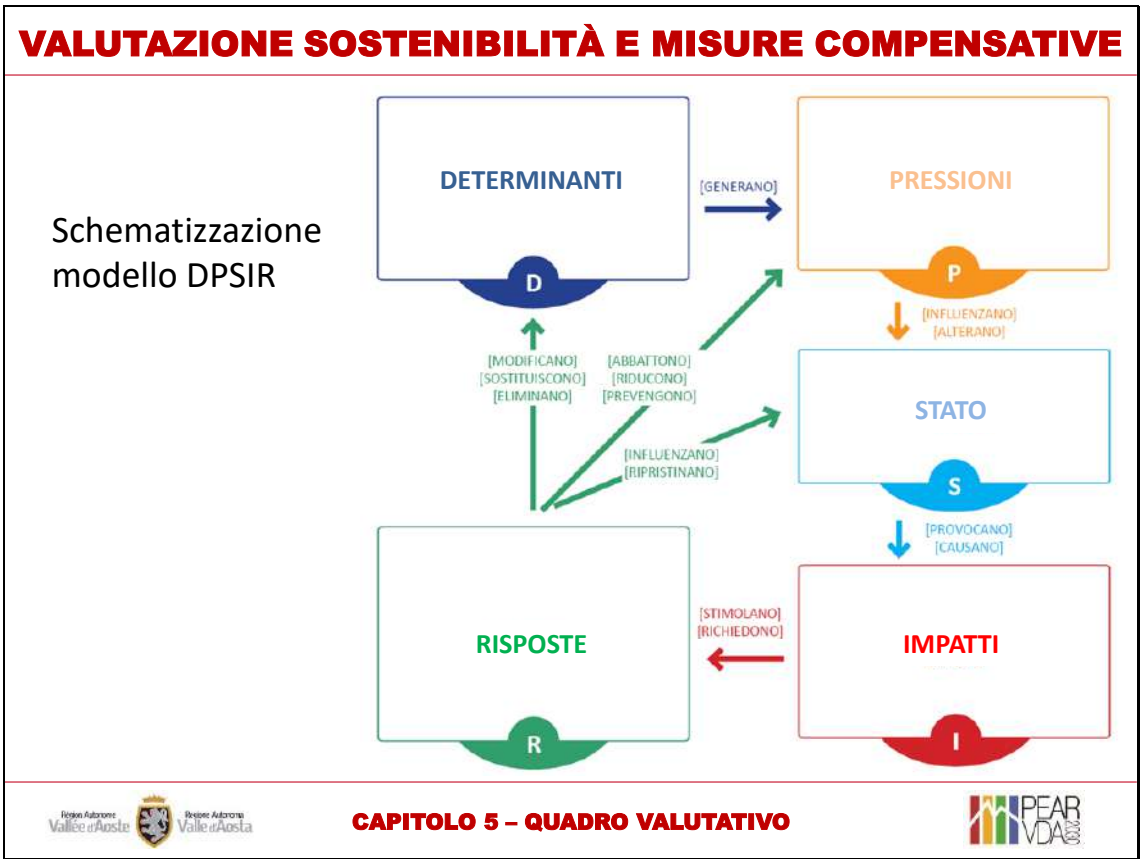 VALUTAZIONE SOSTENIBILITÀ E MISURE COMPENSATIVE
Schematizzazione
modello DPSIR
DETERMINANTI
D
[GENERANO]
PRESSIONI
P
[INFLUENZANO]
[ALTERANO]
[MODIFICANO]
[SOSTITUISCONO]
[ELIMINANO]
[ABBATTONO]
[RIDUCONO]
[PREVENGONO]
[INFLUENZANO]
[RIPRISTINANO]
STATO
S
[PROVOCANO]
[CAUSANO]
RISPOSTE
R
[STIMOLANO]
[RICHIEDONO]
IMPATTI
I
Région Autonome
Vallée d'Aoste
Regione Autonoma
Valle d'Aosta
CAPITOLO 5 – QUADRO VALUTATIVO
PEAR
VDA
2030